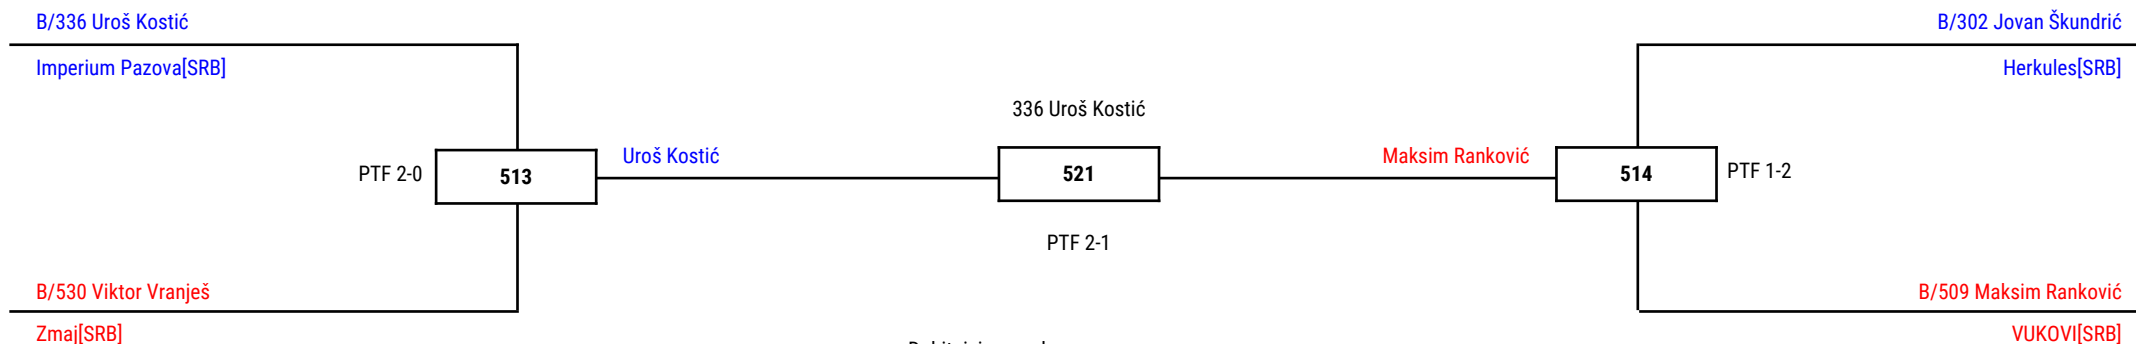 B/336 Uroš Kostić
B/302 Jovan Škundrić
Imperium Pazova[SRB]
Herkules[SRB]
336 Uroš Kostić
Uroš Kostić
Maksim Ranković
PTF 2-0
513
521
514
PTF 1-2
PTF 2-1
B/530 Viktor Vranješ
B/509 Maksim Ranković
Zmaj[SRB]
VUKOVI[SRB]